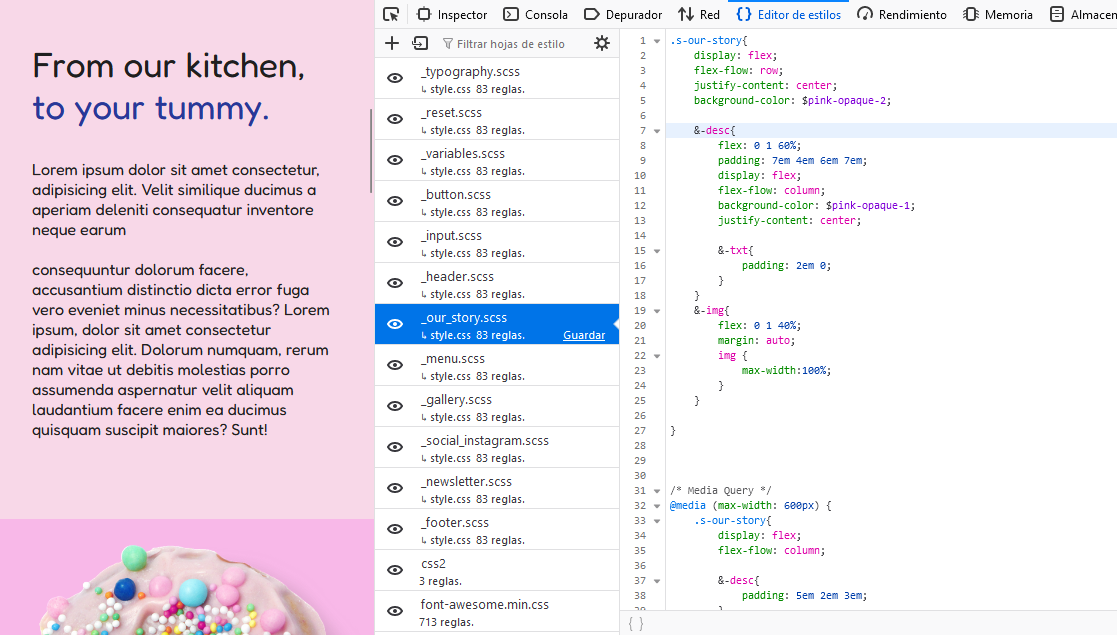 From our kitchen,
to your tummy.
Lorem ipsum dolor sit amet consectetur,
adipisicing elit. Velit similique ducimus a
aperiam deleniti consequatur inventore
neque earum
consequuntur dolorum facere,
accusantium distinctio dicta error fuga
vero eveniet minus necessitatibus? Lorem
ipsum, dolor sit amet consectetur
adipisicing elit. Dolorum numquam, rerum
nam vitae ut debitis molestias porro
assumenda aspernatur velit aliquam
laudantium facere enim ea ducimus
quisquam suscipit maiores? Sunt!
Inspector Consola Depurador Red {} Editor de estilos Rendimiento Memoria Almacen
Filtrar hojas de estilo
_typography.scss
↳ style.css 83 reglas.
_reset.scss
↳ style.css 83 reglas.
_variables.scss
↳ style.css 83 reglas.
_button.scss
↳ style.css 83 reglas.
_input.scss
↳ style.css 83 reglas.
_header.scss
↳ style.css 83 reglas.
_our_story.scss
↳ style.css 83 reglas. Guardar
_menu.scss
↳ style.css 83 reglas.
_gallery.scss
↳ style.css 83 reglas.
_social_instagram.scss
↳ style.css 83 reglas.
_newsletter.scss
↳ style.css 83 reglas.
_footer.scss
↳ style.css 83 reglas.
css2
3 reglas.
font-awesome.min.css
713 reglas.
1 .s-our-story{
2 display: flex;
3 flex-flow: row;
4 justify-content: center;
5 background-color: $pink-opaque-2;
6
7 &-desc{
8 flex: 0 1 60%;
9 padding: 7em 4em 6em 7em;
10 display: flex;
11 flex-flow: column;
12 background-color: $pink-opaque-1;
13 justify-content: center;
14
15 &-txt{
16 padding: 2em 0;
17 }
18 }
19 &-img{
20 flex: 0 1 40%;
21 margin: auto;
22 img {
23 max-width:100%;
24 }
25 }
26
27 }
28
29
30
31 /* Media Query */
32 @media (max-width: 600px) {
33 .s-our-story{
34 display: flex;
35 flex-flow: column;
36
37 &-desc{
38 padding: 5em 2em 3em;
{ }